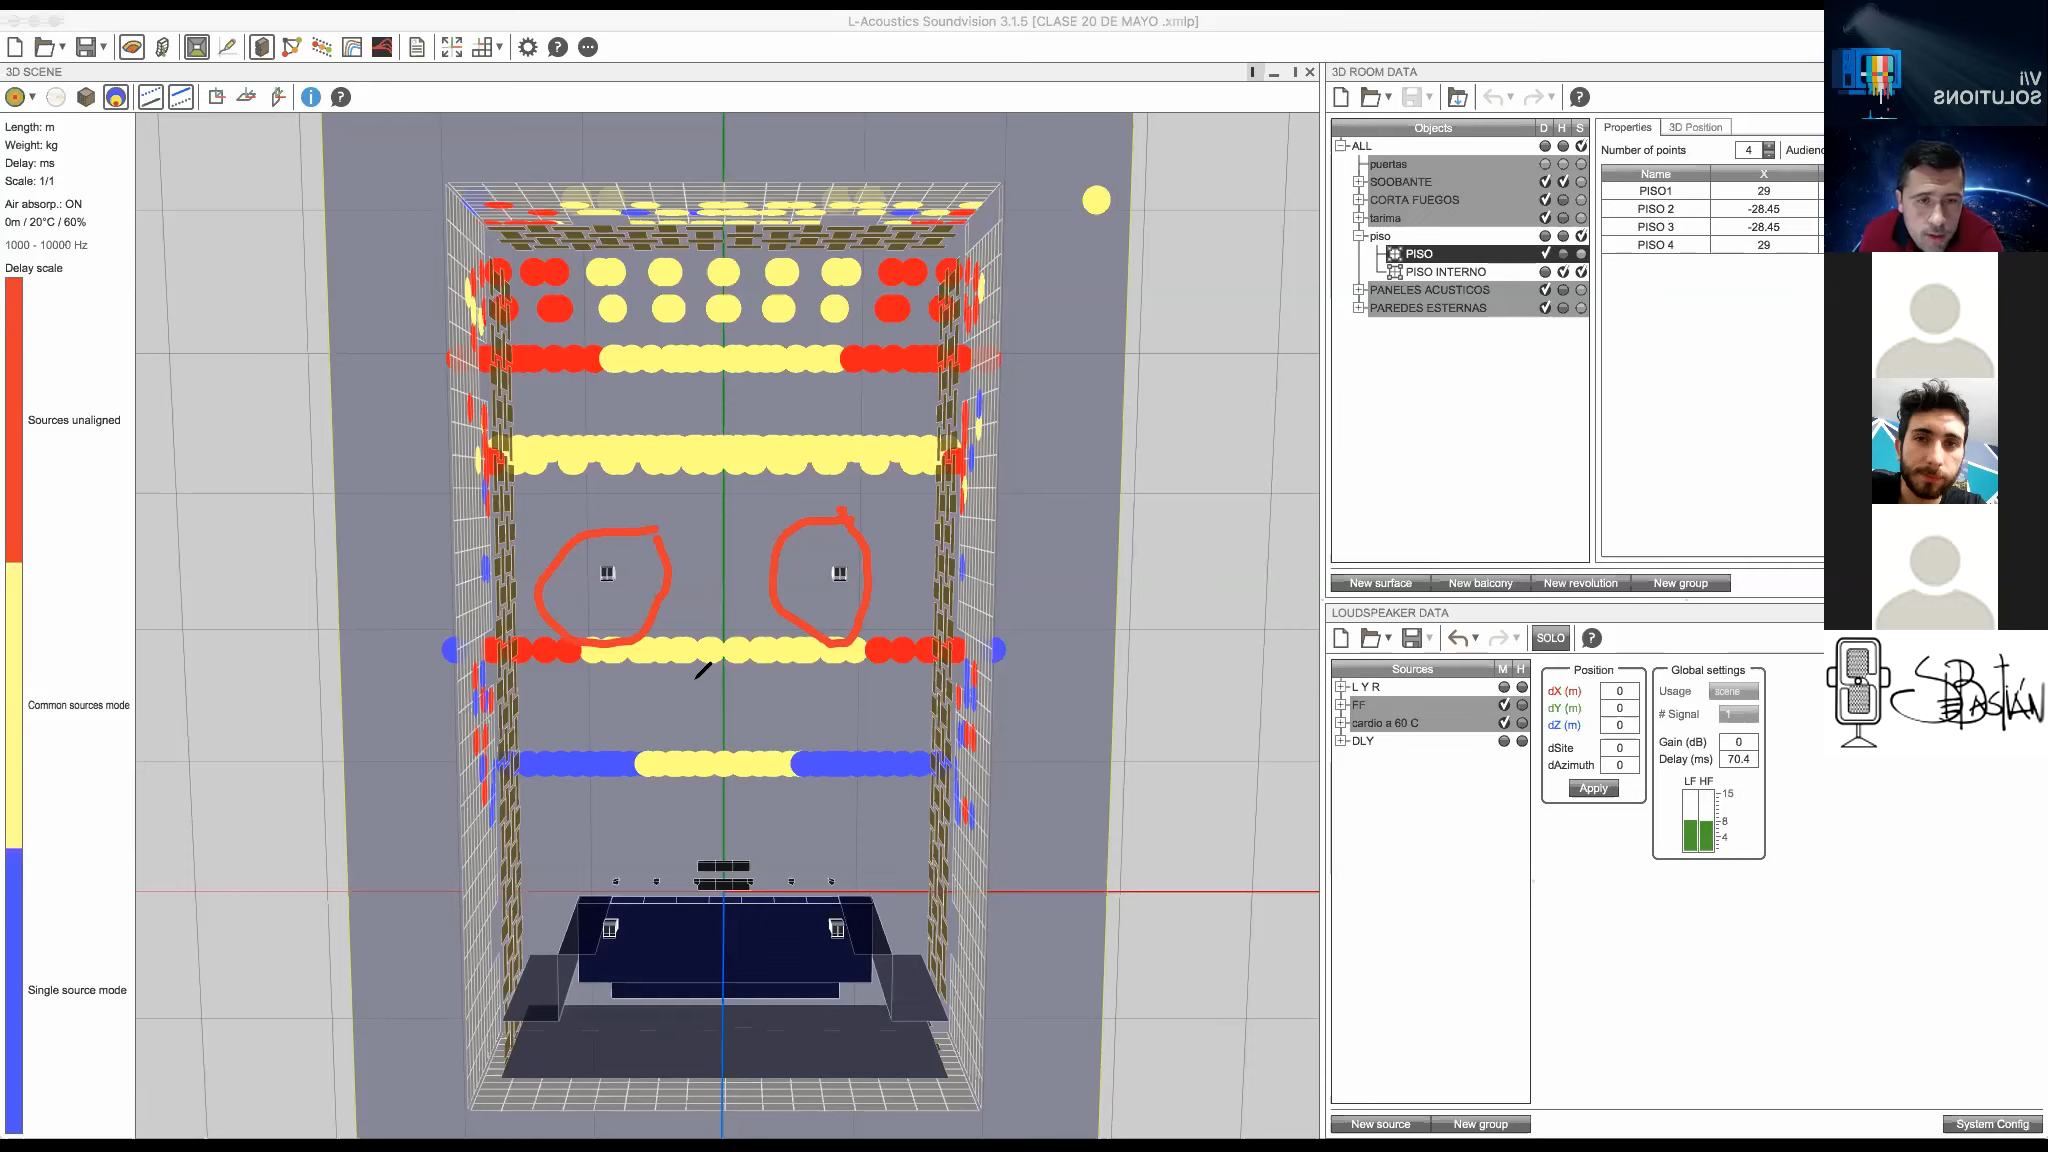 L-Acoustics Soundvision 3.1.5 [CLASE 20 DE MAYO .xmlp]
3D SCENE
Length: m
Weight: kg
Delay: ms
Scale: 1/1
Air absorp.: ON
0m / 20°C / 60%
1000 - 10000 Hz
Delay scale
Sources unaligned
Common sources mode
Single source mode
3D ROOM DATA
Objects D H S
ALL
puertas
SOOBANTE
CORTA FUEGOS
tarima
piso
PISO
PISO INTERNO
PANELES ACUSTICOS
PAREDES ESTERNAS
Properties 3D Position
Number of points 4 Audienc
Name X
PISO1 29
PISO 2 -28.45
PISO 3 -28.45
PISO 4 29
New surface New balcony New revolution New group
LOUDSPEAKER DATA
SOLO
Sources M H
L Y R
FF
cardio a 60 C
DLY
Position
dX (m) 0
dY (m) 0
dZ (m) 0
dSite 0
dAzimuth 0
Apply
Global settings
Usage scene
# Signal 1
Gain (dB) 0
Delay (ms) 70.4
LF HF
15
8
4
New source New group
System Config
Vi
SOLUTIONS
SEBASTIÁN